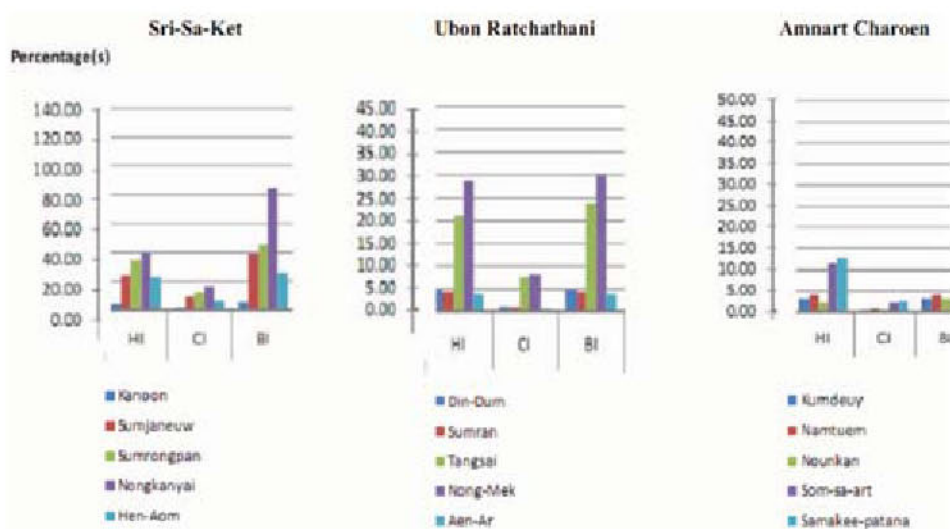 Sri-Sa-Ket
Percentage(s)
140.00
120.00
100.00
80.00
60.00
40.00
20.00
0.00
HI
CI
BI
Kanoon
Sumjaneuw
Sumrongpan
Nongkanyai
Hen-Aom
Ubon Ratchathani
45.00
40.00
35.00
30.00
25.00
20.00
15.00
10.00
5.00
0.00
HI
CI
BI
Din-Dum
Sumran
Tangsai
Nong-Mek
Aen-Ar
Amnart Charoen
50.00
45.00
40.00
35.00
30.00
25.00
20.00
15.00
10.00
5.00
0.00
HI
CI
Kumdeuy
Namtuem
Nounkan
Som-sa-art
Samakee-patana